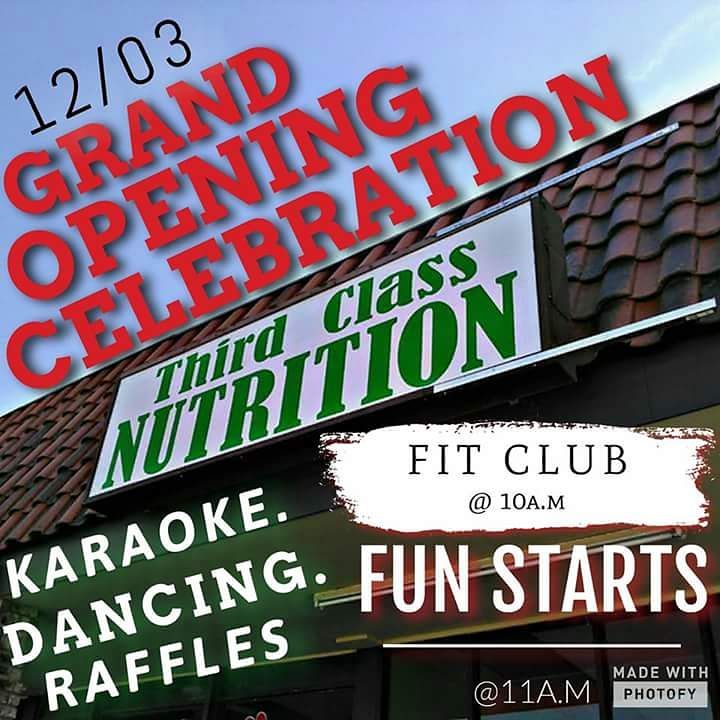 12/03
GRAND
OPENING
CELEBRATION
Third Class
NUTRITION
FIT CLUB
@ 10A.M
KARAOKE.
DANCING.
RAFFLES
FUN STARTS
@11A.M
MADE WITH
PHOTOFY